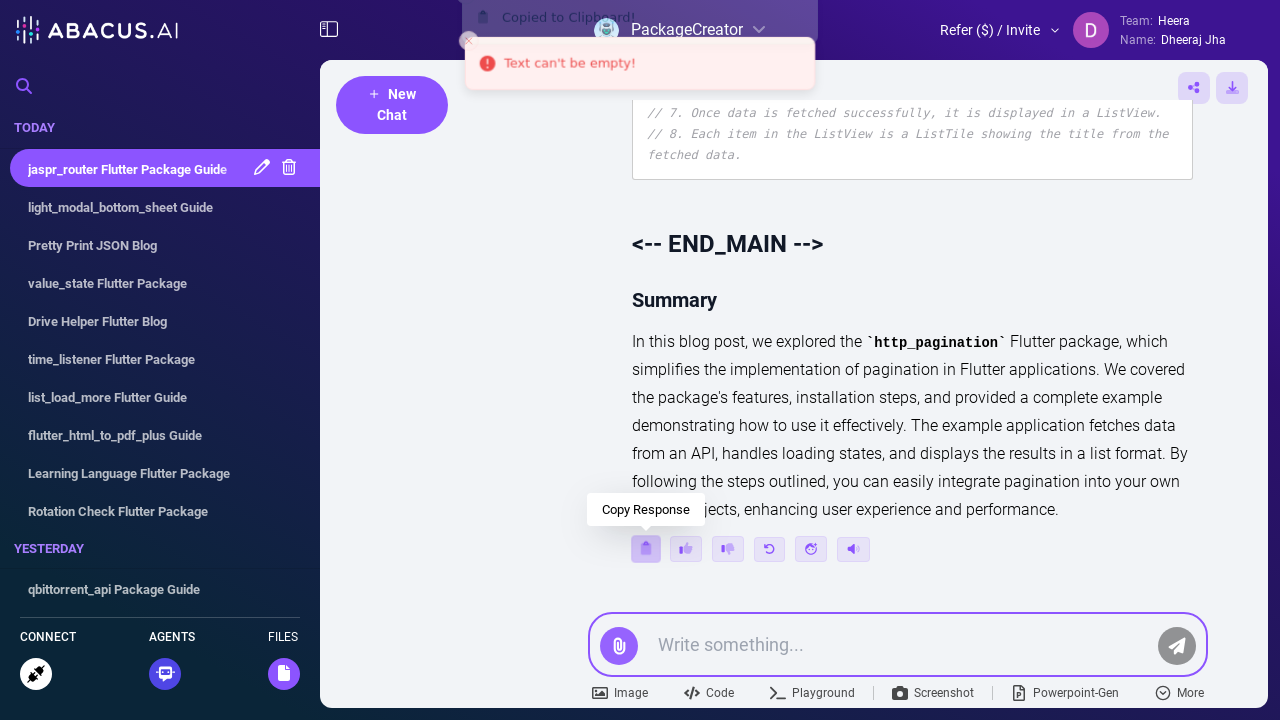 ABACUS.AI
Copied to Clipboard!
PackageCreator
Refer ($) / Invite
Team: Heera
Name: Dheeraj Jha
Text can't be empty!
+ New
Chat
TODAY
jaspr_router Flutter Package Guide
light_modal_bottom_sheet Guide
Pretty Print JSON Blog
value_state Flutter Package
Drive Helper Flutter Blog
time_listener Flutter Package
list_load_more Flutter Guide
flutter_html_to_pdf_plus Guide
Learning Language Flutter Package
Rotation Check Flutter Package
YESTERDAY
qbittorrent_api Package Guide
CONNECT
AGENTS
FILES
// 7. Once data is fetched successfully, it is displayed in a ListView.
// 8. Each item in the ListView is a ListTile showing the title from the
fetched data.
<-- END_MAIN -->
Summary
In this blog post, we explored the `http_pagination` Flutter package, which
simplifies the implementation of pagination in Flutter applications. We covered
the package's features, installation steps, and provided a complete example
demonstrating how to use it effectively. The example application fetches data
from an API, handles loading states, and displays the results in a list format. By
following the steps outlined, you can easily integrate pagination into your own
jects, enhancing user experience and performance.
Copy Response
Write something...
Image
Code
Playground
Screenshot
Powerpoint-Gen
More